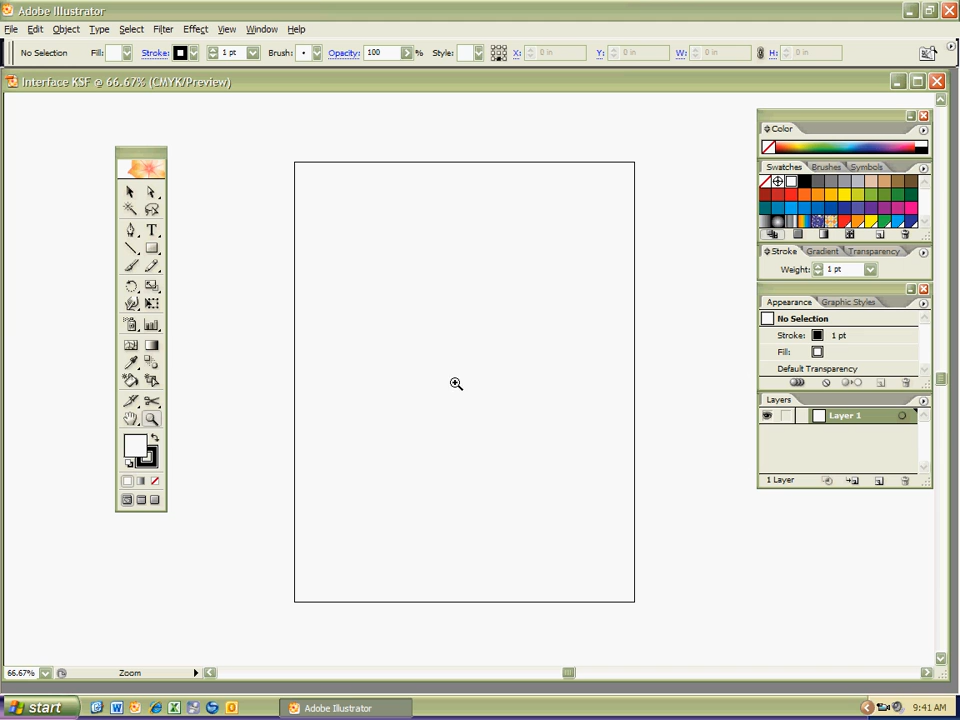 Adobe Illustrator
File Edit Object Type Select Filter Effect View Window Help
No Selection Fill: Stroke: 1 pt Brush: Opacity: 100 % Style: X: 0 in Y: 0 in W: 0 in H: 0 in
Interface KSF @ 66.67% (CMYK/Preview)
Color
Swatches Brushes Symbols
Stroke Gradient Transparency
Weight: 1 pt
Appearance Graphic Styles
No Selection
Stroke: 1 pt
Fill:
Default Transparency
Layers
Layer 1
1 Layer
T
66.67% Zoom
start Adobe Illustrator 9:41 AM